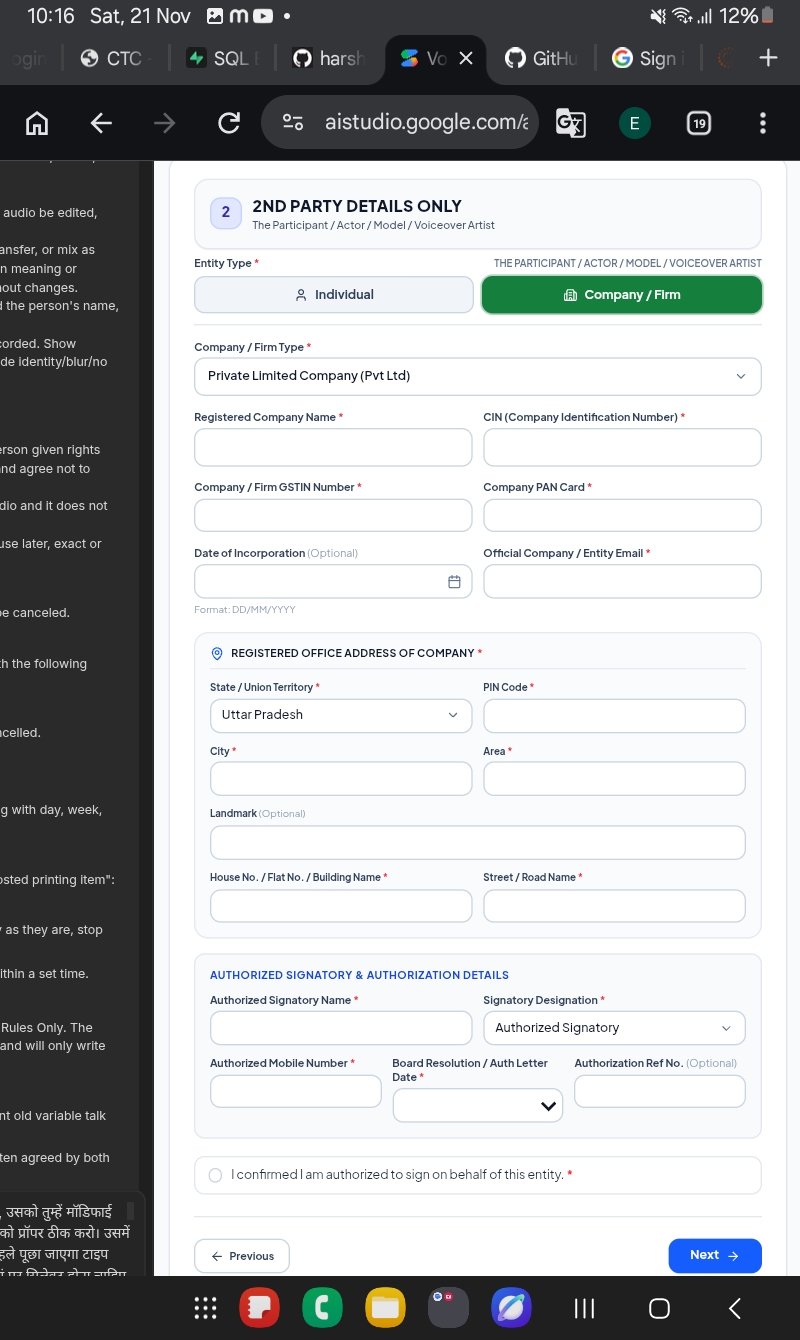 10:16 Sat, 21 Nov
12%
ogin
CTC
SQL E
harsh
Vo
GitHu
Sign i
aistudio.google.com/a
E
19
audio be edited,
ansfer, or mix as
n meaning or
hout changes.
d the person's name,
corded. Show
de identity/blur/no
erson given rights
and agree not to
dio and it does not
use later, exact or
be canceled.
th the following
ncelled.
g with day, week,
osted printing item":
y as they are, stop
ithin a set time.
Rules Only. The
and will only write
nt old variable talk
ten agreed by both
, उसको तुम्हें मॉडिफाई
को प्रॉपर ठीक करो। उसमें
हले पूछा जाएगा टाइप
2
2ND PARTY DETAILS ONLY
The Participant / Actor / Model / Voiceover Artist
Entity Type *
THE PARTICIPANT / ACTOR / MODEL / VOICEOVER ARTIST
Individual
Company / Firm
Company / Firm Type *
Private Limited Company (Pvt Ltd)
Registered Company Name *
CIN (Company Identification Number) *
Company / Firm GSTIN Number *
Company PAN Card *
Date of Incorporation (Optional)
Official Company / Entity Email *
Format: DD/MM/YYYY
REGISTERED OFFICE ADDRESS OF COMPANY *
State / Union Territory *
PIN Code *
Uttar Pradesh
City *
Area *
Landmark (Optional)
House No. / Flat No. / Building Name *
Street / Road Name *
AUTHORIZED SIGNATORY & AUTHORIZATION DETAILS
Authorized Signatory Name *
Signatory Designation *
Authorized Signatory
Authorized Mobile Number *
Board Resolution / Auth Letter
Date *
Authorization Ref No. (Optional)
I confirmed I am authorized to sign on behalf of this entity. *
Previous
Next